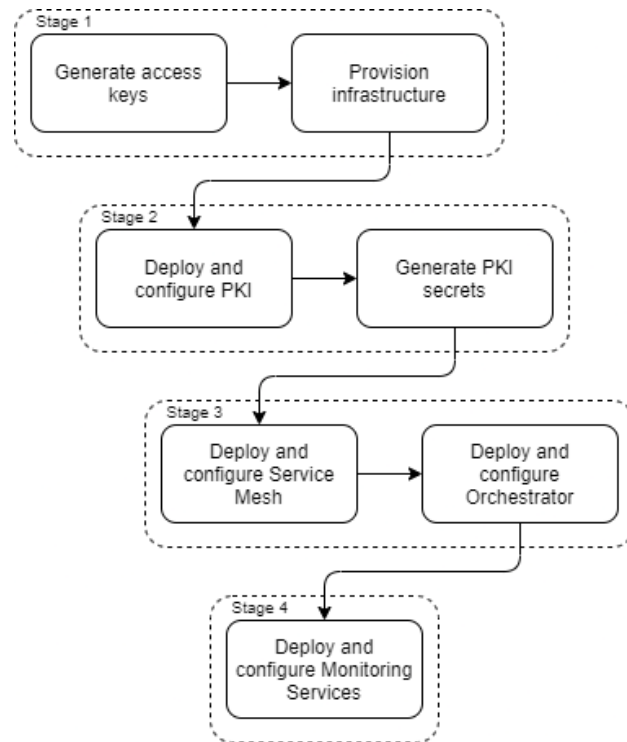 Stage 1
Generate access
keys
Provision
infrastructure
Stage 2
Deploy and
configure PKI
Generate PKI
secrets
Stage 3
Deploy and
configure Service
Mesh
Deploy and
configure
Orchestrator
Stage 4
Deploy and
configure Monitoring
Services